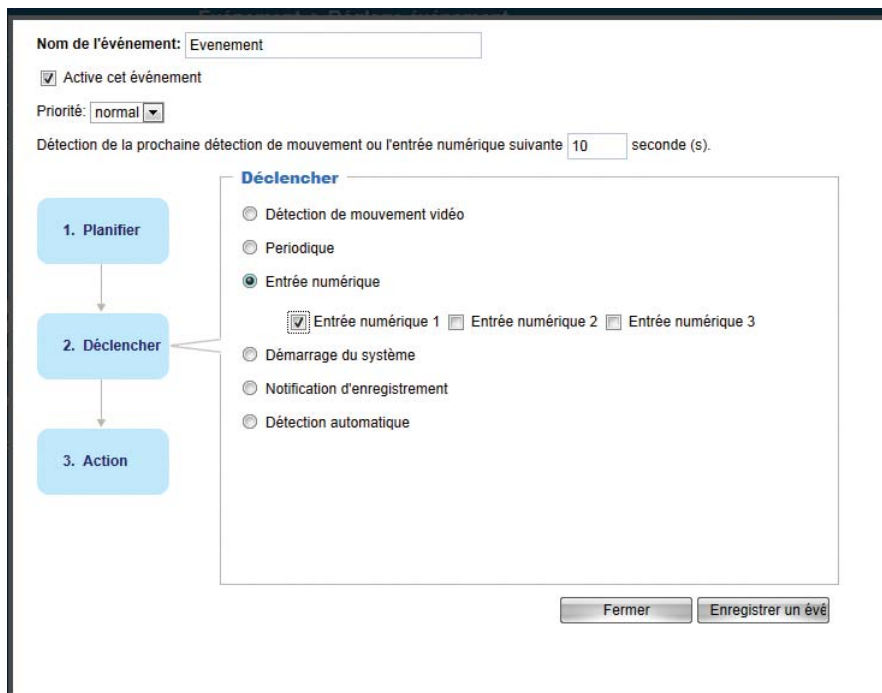 Nom de l'événement: Evenement
Active cet événement
Priorité: normal
Détection de la prochaine détection de mouvement ou l'entrée numérique suivante 10 seconde (s).
Déclencher
1. Planifier
2. Déclencher
3. Action
Détection de mouvement vidéo
Periodique
Entrée numérique
Entrée numérique 1 Entrée numérique 2 Entrée numérique 3
Démarrage du système
Notification d'enregistrement
Détection automatique
Fermer Enregistrer un évé